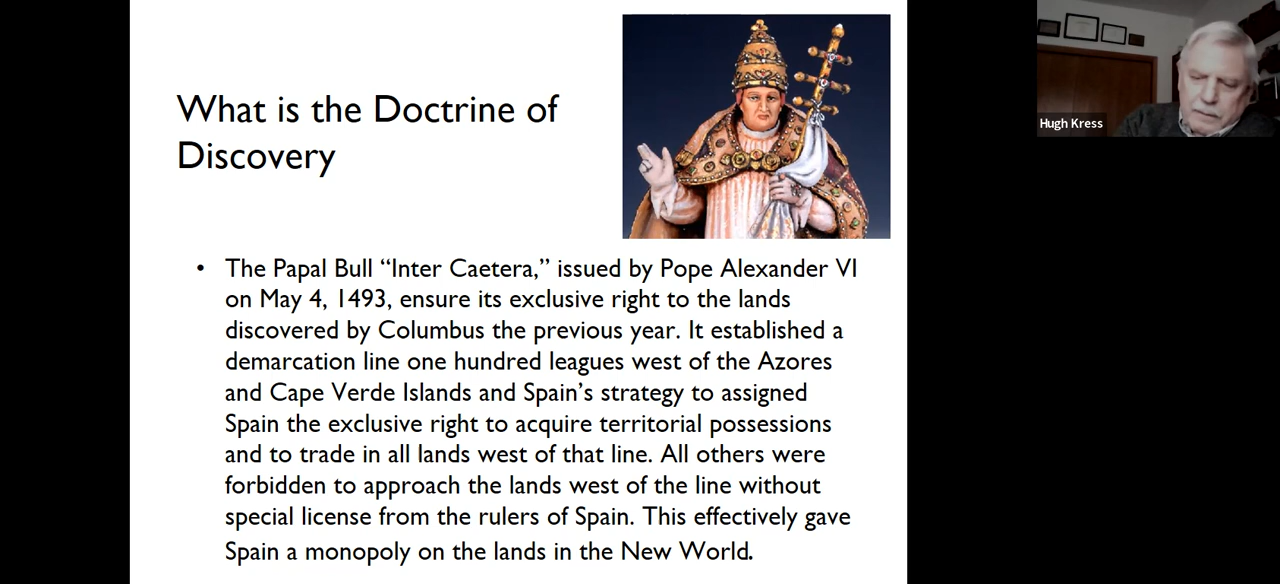 What is the Doctrine of
Discovery
• The Papal Bull “Inter Caetera,” issued by Pope Alexander VI
on May 4, 1493, ensure its exclusive right to the lands
discovered by Columbus the previous year. It established a
demarcation line one hundred leagues west of the Azores
and Cape Verde Islands and Spain’s strategy to assigned
Spain the exclusive right to acquire territorial possessions
and to trade in all lands west of that line. All others were
forbidden to approach the lands west of the line without
special license from the rulers of Spain. This effectively gave
Spain a monopoly on the lands in the New World.
Hugh Kress